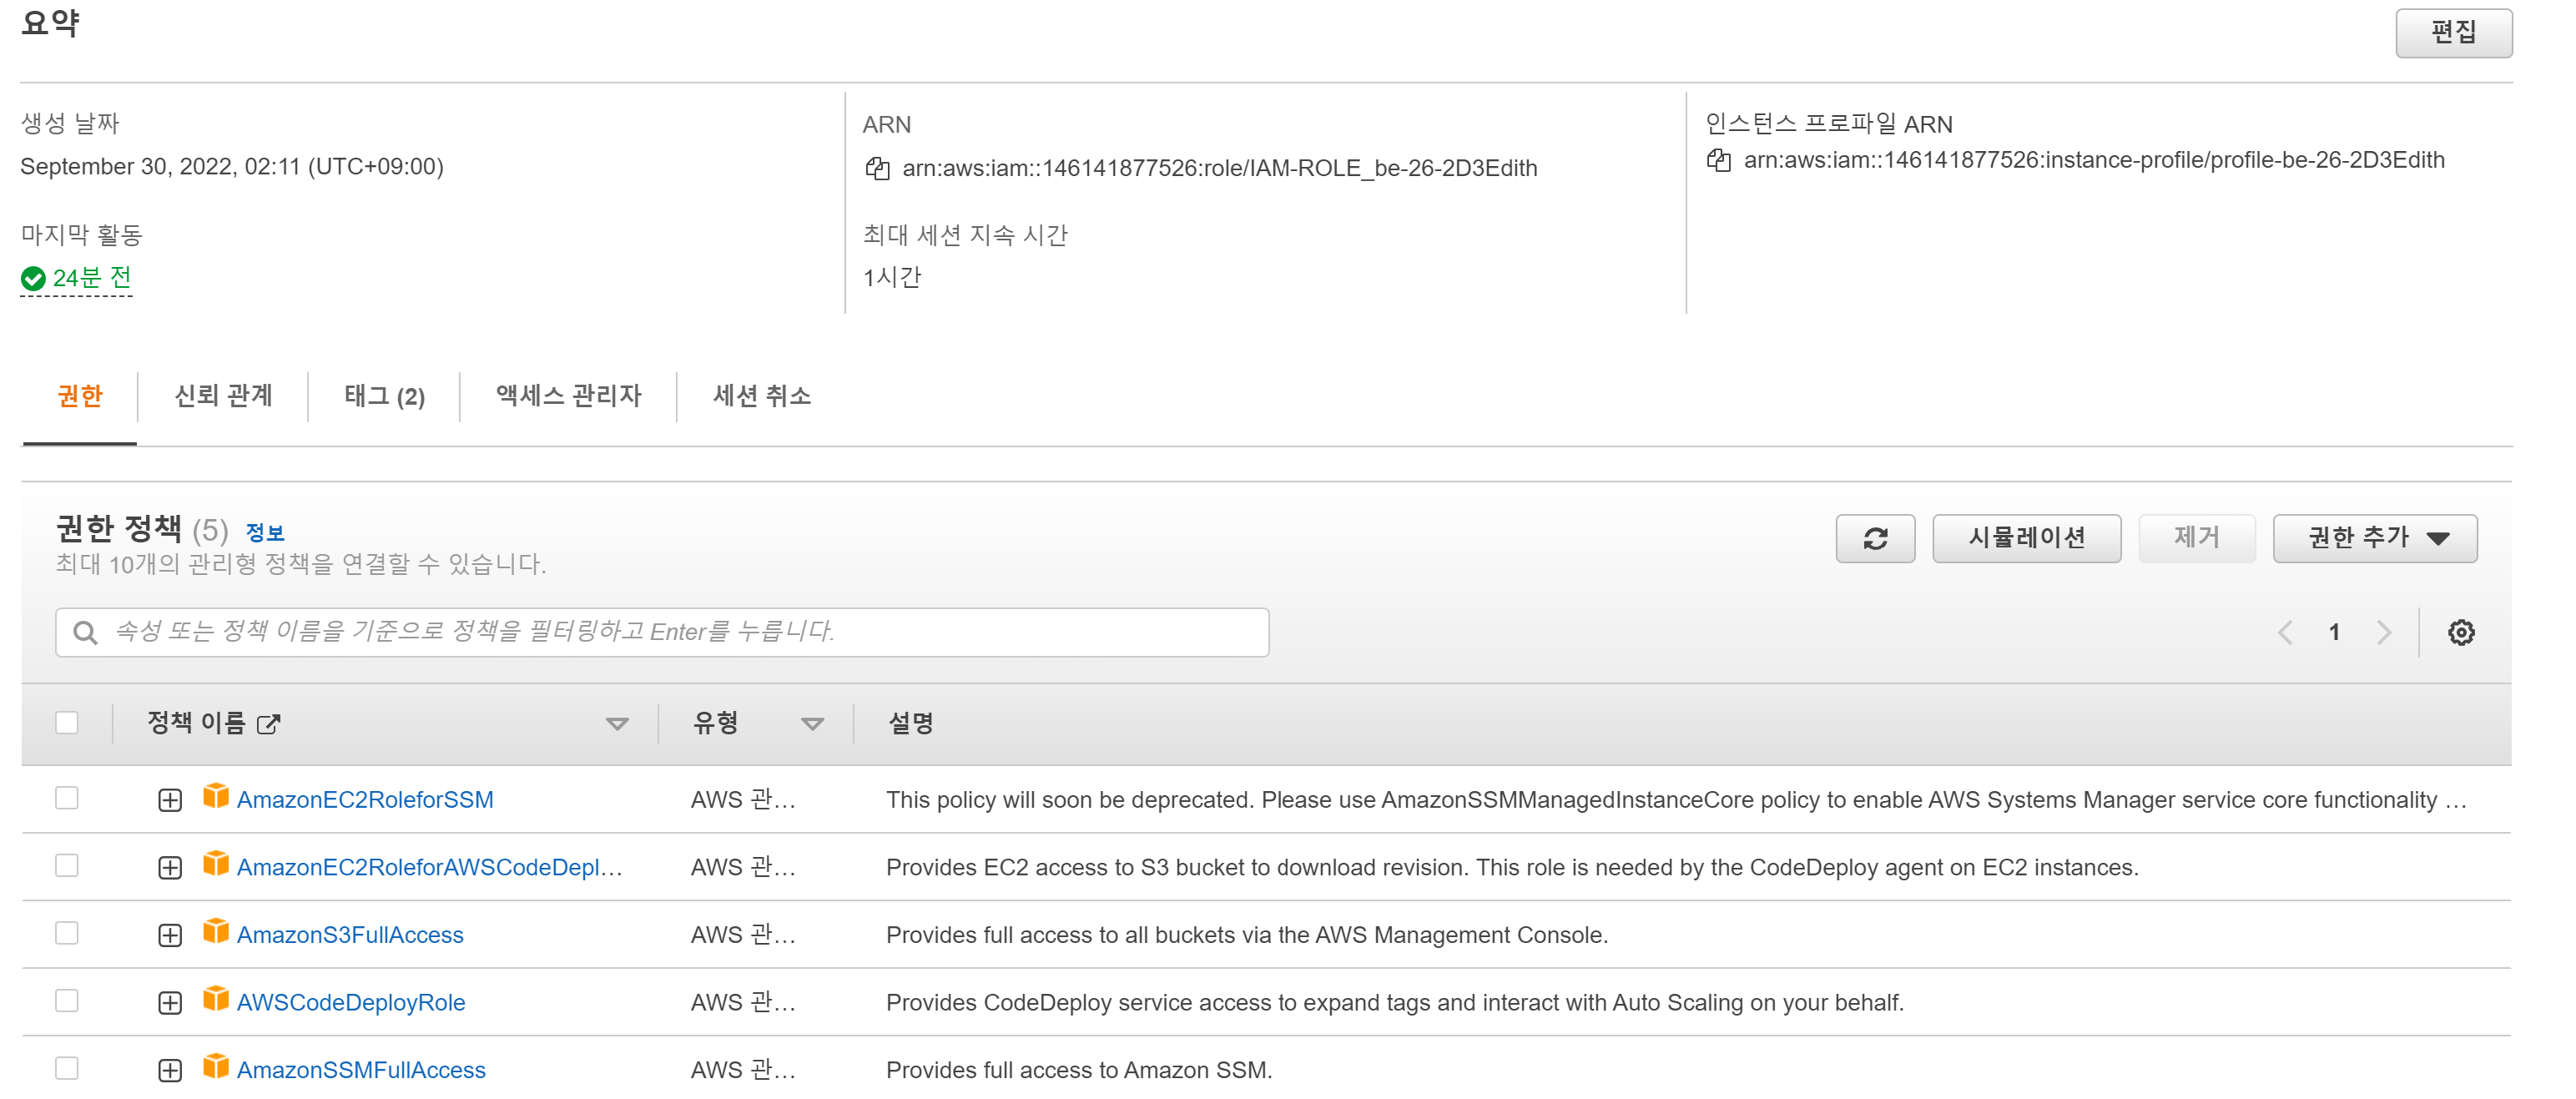 요약
편집
생성 날짜
September 30, 2022, 02:11 (UTC+09:00)
마지막 활동
24분 전
ARN
arn:aws:iam::146141877526:role/IAM-ROLE_be-26-2D3Edith
최대 세션 지속 시간
1시간
인스턴스 프로파일 ARN
arn:aws:iam::146141877526:instance-profile/profile-be-26-2D3Edith
권한
신뢰 관계
태그 (2)
액세스 관리자
세션 취소
권한 정책 (5) 정보
최대 10개의 관리형 정책을 연결할 수 있습니다.
시뮬레이션
제거
권한 추가
속성 또는 정책 이름을 기준으로 정책을 필터링하고 Enter를 누릅니다.
1
정책 이름 유형 설명
AmazonEC2RoleforSSM AWS 관… This policy will soon be deprecated. Please use AmazonSSMManagedInstanceCore policy to enable AWS Systems Manager service core functionality …
AmazonEC2RoleforAWSCodeDepl… AWS 관… Provides EC2 access to S3 bucket to download revision. This role is needed by the CodeDeploy agent on EC2 instances.
AmazonS3FullAccess AWS 관… Provides full access to all buckets via the AWS Management Console.
AWSCodeDeployRole AWS 관… Provides CodeDeploy service access to expand tags and interact with Auto Scaling on your behalf.
AmazonSSMFullAccess AWS 관… Provides full access to Amazon SSM.